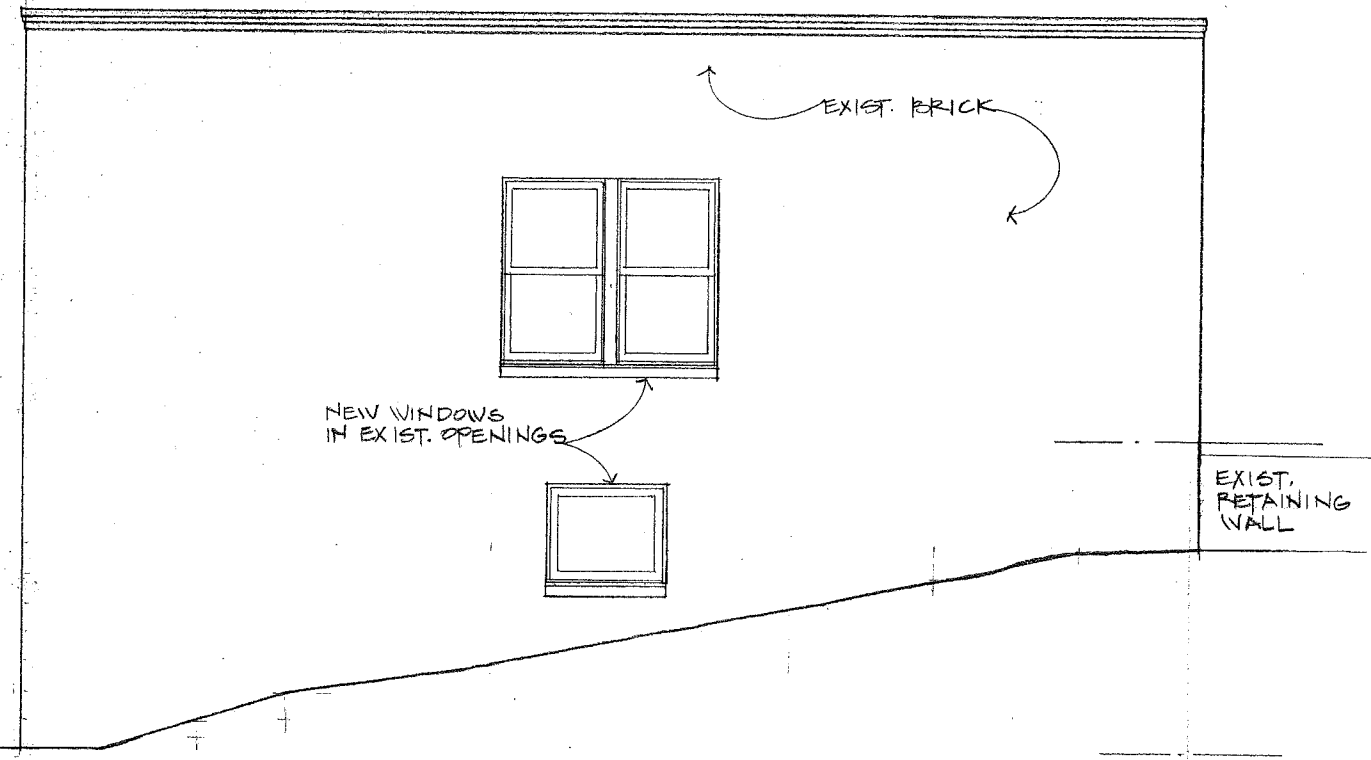 EXIST. BRICK
NEW WINDOWS
IN EXIST. OPENINGS
EXIST.
RETAINING
WALL